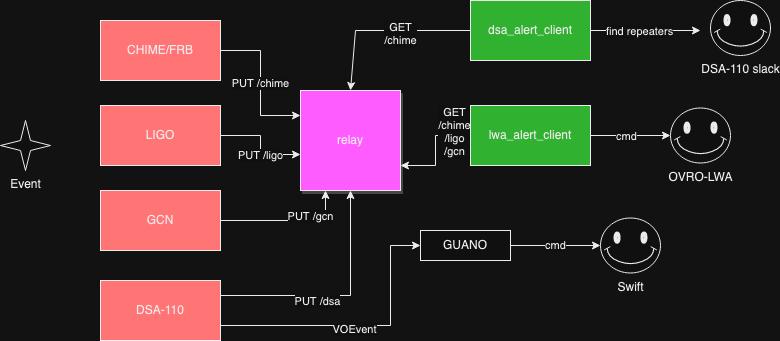 CHIME/FRB
PUT /chime
LIGO
PUT /ligo
Event
GCN
PUT /gcn
DSA-110
PUT /dsa
VOEvent
relay
GET
/chime
dsa_alert_client
find repeaters
DSA-110 slack
GET
/chime
/ligo
/gcn
lwa_alert_client
cmd
OVRO-LWA
GUANO
cmd
Swift